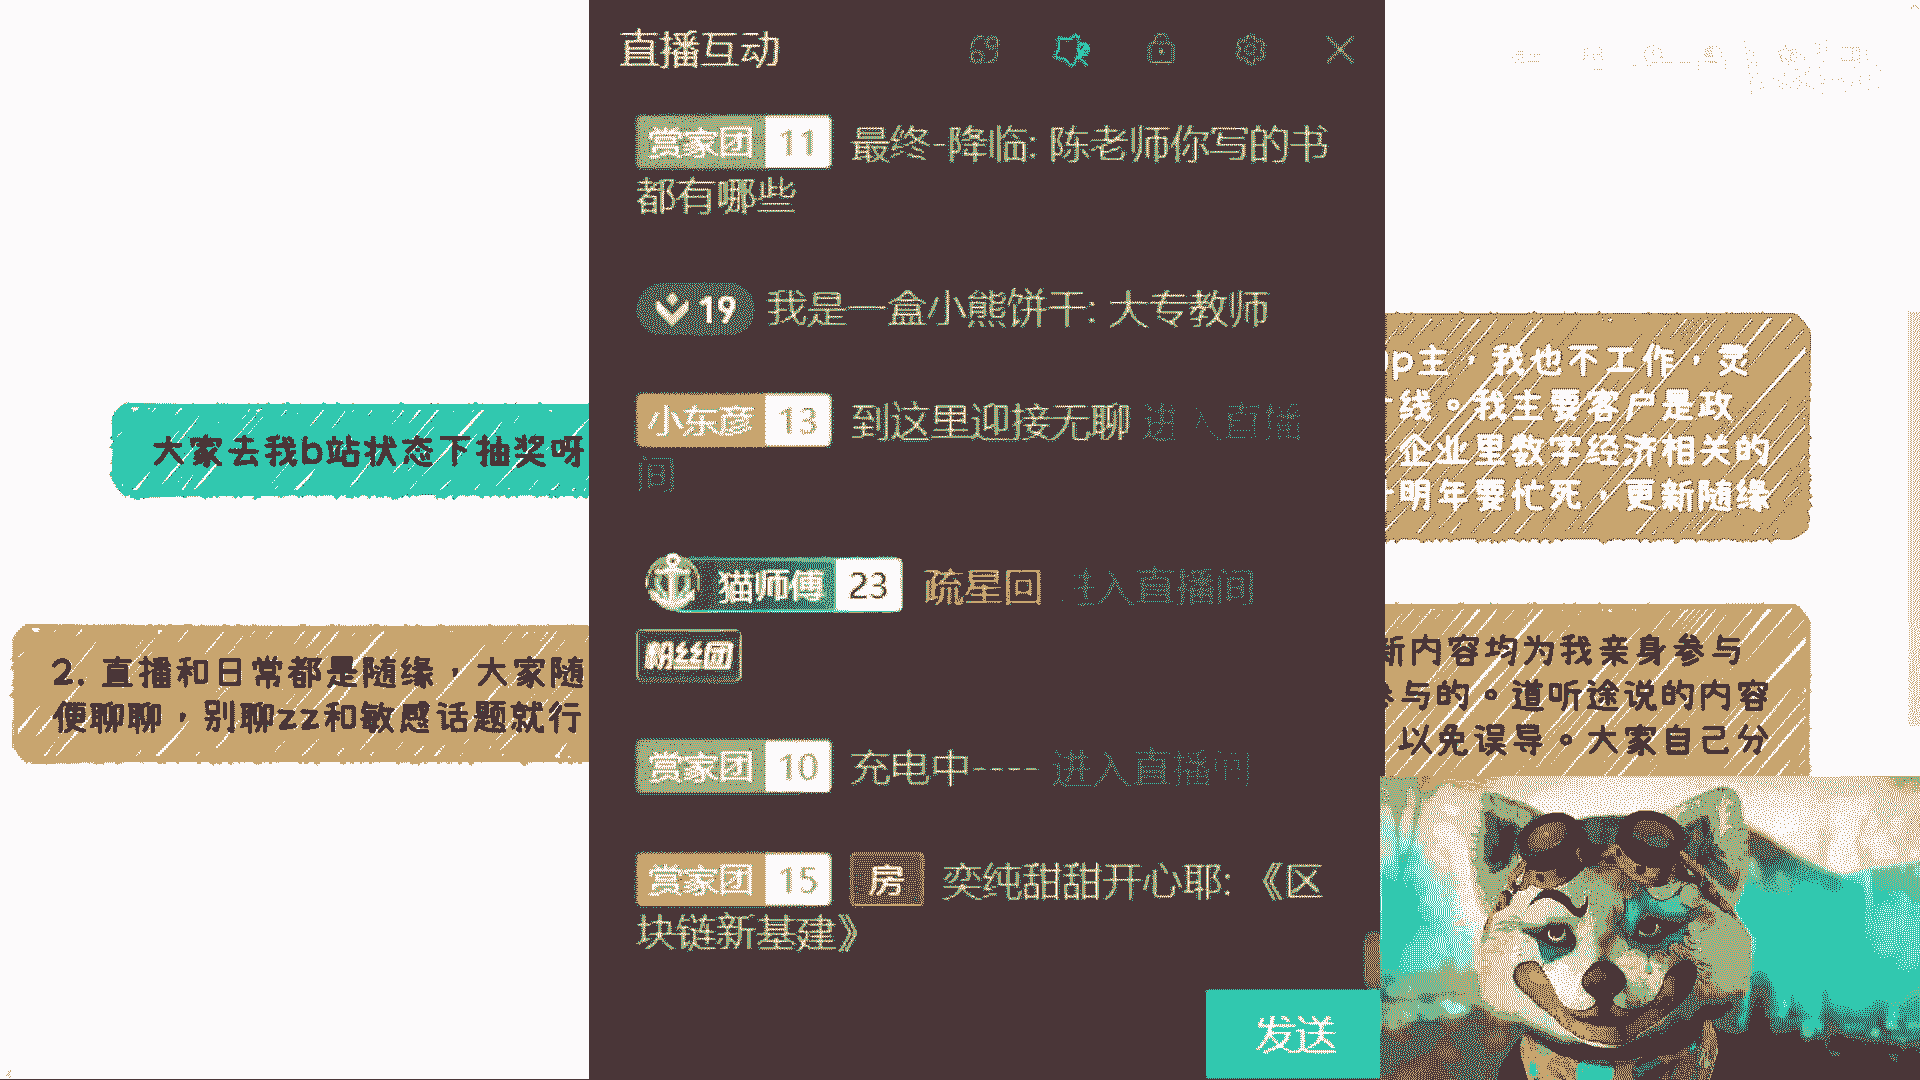 直播互动
赏家团 11 最终-降临: 陈老师你写的书
都有哪些
19 我是一盒小熊饼干: 大专教师
小东彦 13 到这里迎接无聊 进入直播
间
猫师傅 23 疏星回 进入直播间
粉丝团
赏家团 10 充电中---- 进入直播间
赏家团 15 房 奕纯甜甜开心耶: 《区
块链新基建》
发送
大家去我b站状态下抽奖呀
2. 直播和日常都是随缘，大家随
便聊聊，别聊zz和敏感话题就行
p主，我也不工作，灵
线。我主要客户是政
企业里数字经济相关的
明年要忙死，更新随缘
新内容均为我亲身参与
参与的。道听途说的内容
以免误导。大家自己分